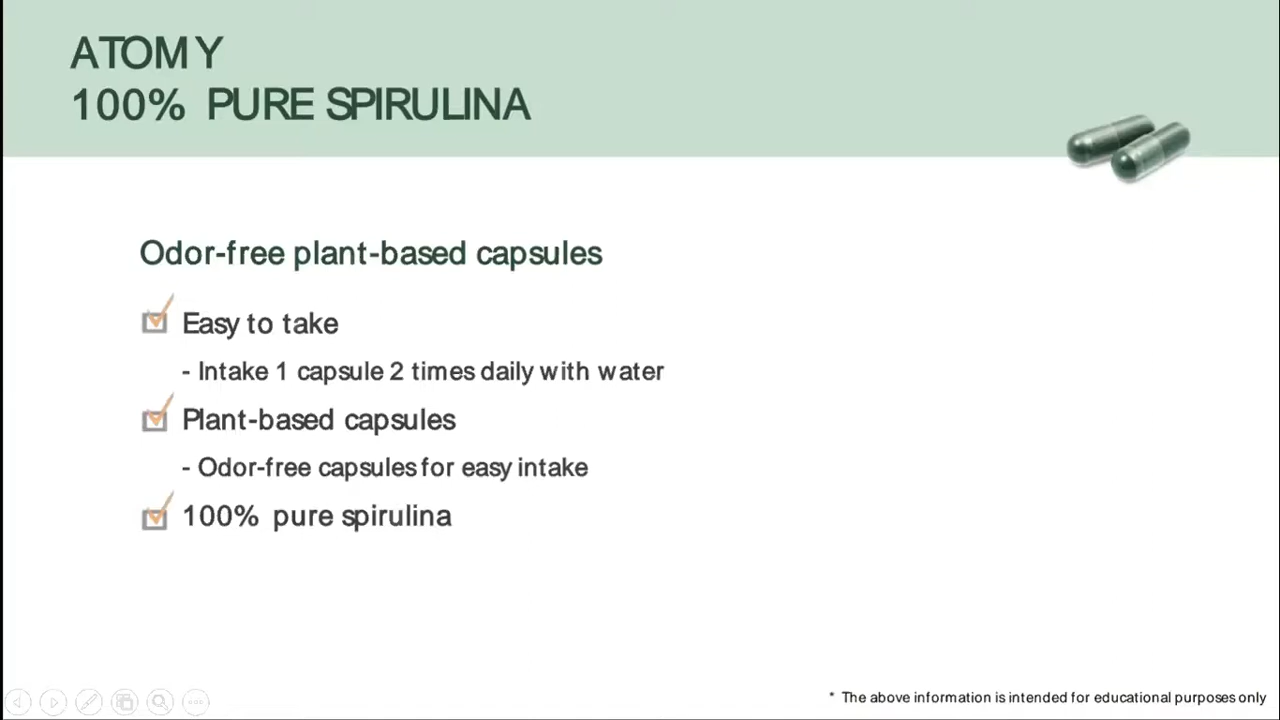 ATOMY
100% PURE SPIRULINA
Odor-free plant-based capsules
Easy to take
- Intake 1 capsule 2 times daily with water
Plant-based capsules
- Odor-free capsules for easy intake
100% pure spirulina
* The above information is intended for educational purposes only